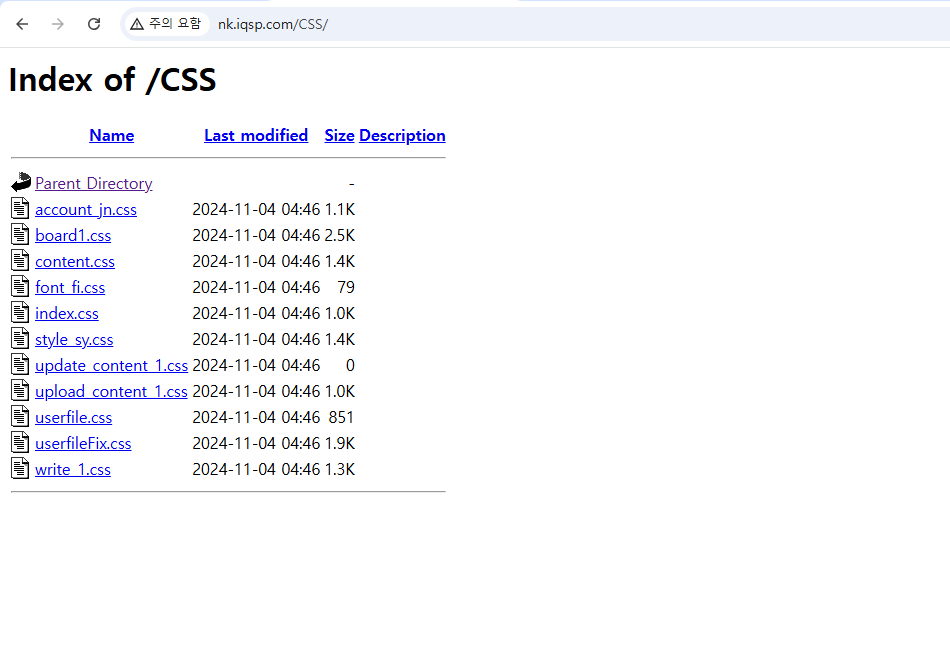 주의 요함 nk.iqsp.com/CSS/
Index of /CSS
Name Last modified Size Description
Parent Directory -
account_jn.css 2024-11-04 04:46 1.1K
board1.css 2024-11-04 04:46 2.5K
content.css 2024-11-04 04:46 1.4K
font_fi.css 2024-11-04 04:46 79
index.css 2024-11-04 04:46 1.0K
style_sy.css 2024-11-04 04:46 1.4K
update_content_1.css 2024-11-04 04:46 0
upload_content_1.css 2024-11-04 04:46 1.0K
userfile.css 2024-11-04 04:46 851
userfileFix.css 2024-11-04 04:46 1.9K
write_1.css 2024-11-04 04:46 1.3K